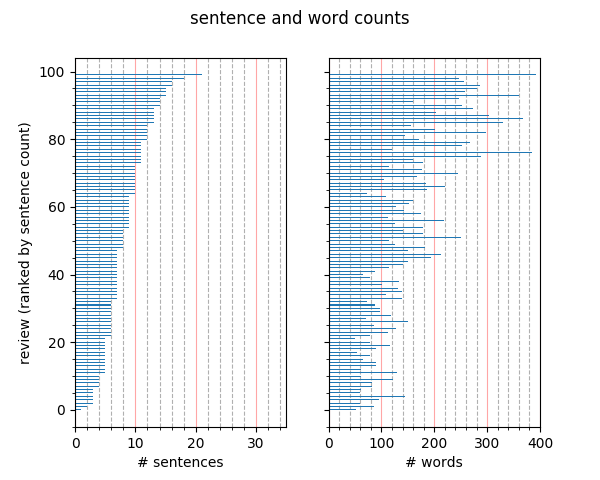 sentence and word counts
100
80
60
40
20
0
review (ranked by sentence count)
0 10 20 30
# sentences
0 100 200 300 400
# words